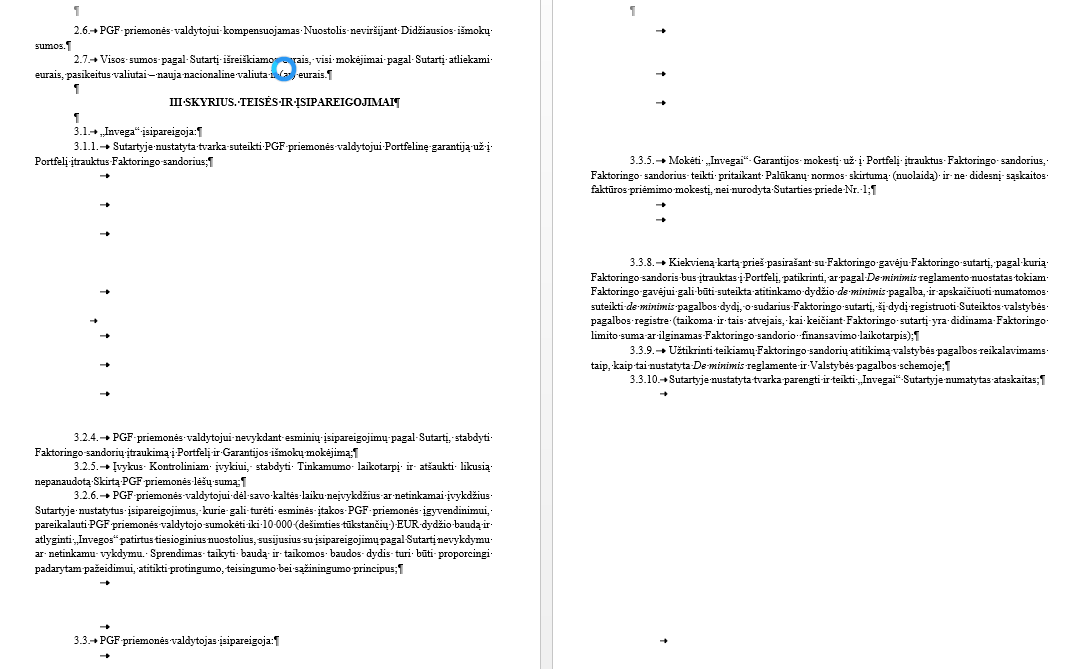 2.6. PGF priemonės valdytojui kompensuojamas Nuostolis neviršijant Didžiausios išmokų
sumos.
2.7. Visos sumos pagal Sutartį išreiškiamos eurais, visi mokėjimai pagal Sutartį atliekami
eurais, pasikeitus valiutai – nauja nacionaline valiuta ir (ar) eurais.
III SKYRIUS. TEISĖS IR ĮSIPAREIGOJIMAI
3.1. „Invega“ įsipareigoja:
3.1.1. Sutartyje nustatyta tvarka suteikti PGF priemonės valdytojui Portfelinę garantiją už į
Portfelį įtrauktus Faktoringo sandorius;
3.2.4. PGF priemonės valdytojui nevykdant esminių įsipareigojimų pagal Sutartį, stabdyti
Faktoringo sandorių įtraukimą į Portfelį ir Garantijos išmokų mokėjimą;
3.2.5. Įvykus Kontroliniam įvykiui, stabdyti Tinkamumo laikotarpį ir atšaukti likusią
nepanaudotą Skirtą PGF priemonės lėšų sumą;
3.2.6. PGF priemonės valdytojui dėl savo kaltės laiku neįvykdžius ar netinkamai įvykdžius
Sutartyje nustatytus įsipareigojimus, kurie gali turėti esminės įtakos PGF priemonės įgyvendinimui,
pareikalauti PGF priemonės valdytojo sumokėti iki 10 000 (dešimties tūkstančių) EUR dydžio baudą ir
atlyginti „Invegos“ patirtus tiesioginius nuostolius, susijusius su įsipareigojimų pagal Sutartį nevykdymu
ar netinkamu vykdymu. Sprendimas taikyti baudą ir taikomos baudos dydis turi būti proporcingi
padarytam pažeidimui, atitikti protingumo, teisingumo bei sąžiningumo principus;
3.3. PGF priemonės valdytojas įsipareigoja:
3.3.5. Mokėti „Invegai“ Garantijos mokestį už į Portfelį įtrauktus Faktoringo sandorius,
Faktoringo sandorius teikti pritaikant Palūkanų normos skirtumą (nuolaidą) ir ne didesnį sąskaitos
faktūros priėmimo mokestį, nei nurodyta Sutarties priede Nr. 1;
3.3.8. Kiekvieną kartą prieš pasirašant su Faktoringo gavėju Faktoringo sutartį, pagal kurią
Faktoringo sandoris bus įtrauktas į Portfelį, patikrinti, ar pagal De minimis reglamento nuostatas tokiam
Faktoringo gavėjui gali būti suteikta atitinkamo dydžio de minimis pagalba, ir apskaičiuoti numatomos
suteikti de minimis pagalbos dydį, o sudarius Faktoringo sutartį, šį dydį registruoti Suteiktos valstybės
pagalbos registre (taikoma ir tais atvejais, kai keičiant Faktoringo sutartį yra didinama Faktoringo
limito suma ar ilginamas Faktoringo sandorio finansavimo laikotarpis);
3.3.9. Užtikrinti teikiamų Faktoringo sandorių atitikimą valstybės pagalbos reikalavimams
taip, kaip tai nustatyta De minimis reglamente ir Valstybės pagalbos schemoje;
3.3.10. Sutartyje nustatyta tvarka parengti ir teikti „Invegai“ Sutartyje numatytas ataskaitas;